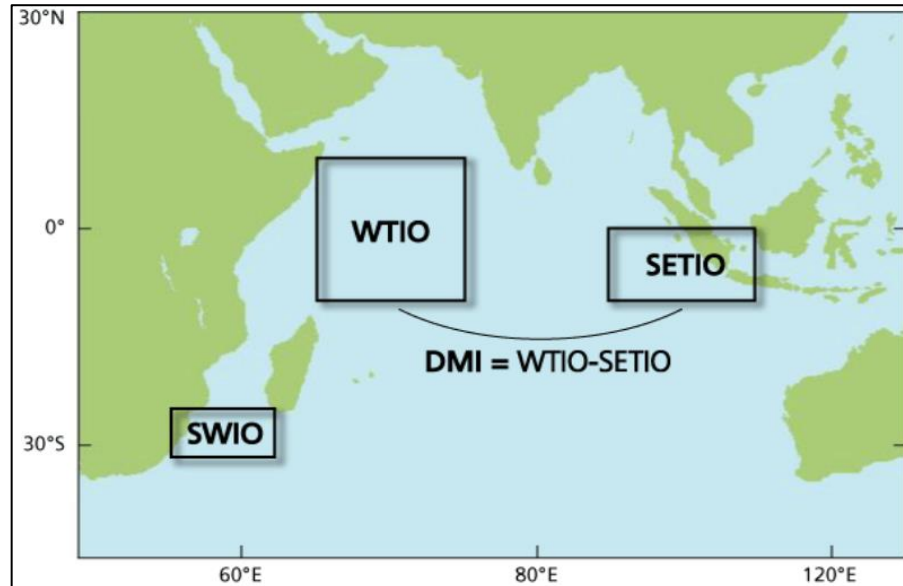 30°N
WTIO
0°
SETIO
DMI = WTIO-SETIO
SWIO
30°S
60°E
80°E
120°E